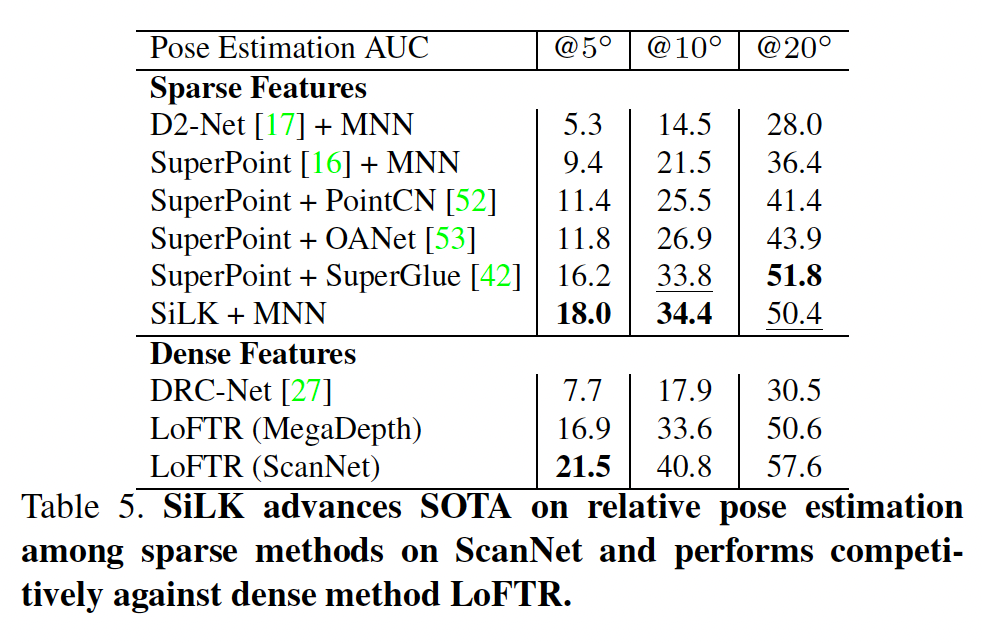 Pose Estimation AUC @5° @10° @20°
Sparse Features
D2-Net [17] + MNN 5.3 14.5 28.0
SuperPoint [16] + MNN 9.4 21.5 36.4
SuperPoint + PointCN [52] 11.4 25.5 41.4
SuperPoint + OANet [53] 11.8 26.9 43.9
SuperPoint + SuperGlue [42] 16.2 33.8 51.8
SiLK + MNN 18.0 34.4 50.4
Dense Features
DRC-Net [27] 7.7 17.9 30.5
LoFTR (MegaDepth) 16.9 33.6 50.6
LoFTR (ScanNet) 21.5 40.8 57.6
Table 5. SiLK advances SOTA on relative pose estimation
among sparse methods on ScanNet and performs competi-
tively against dense method LoFTR.